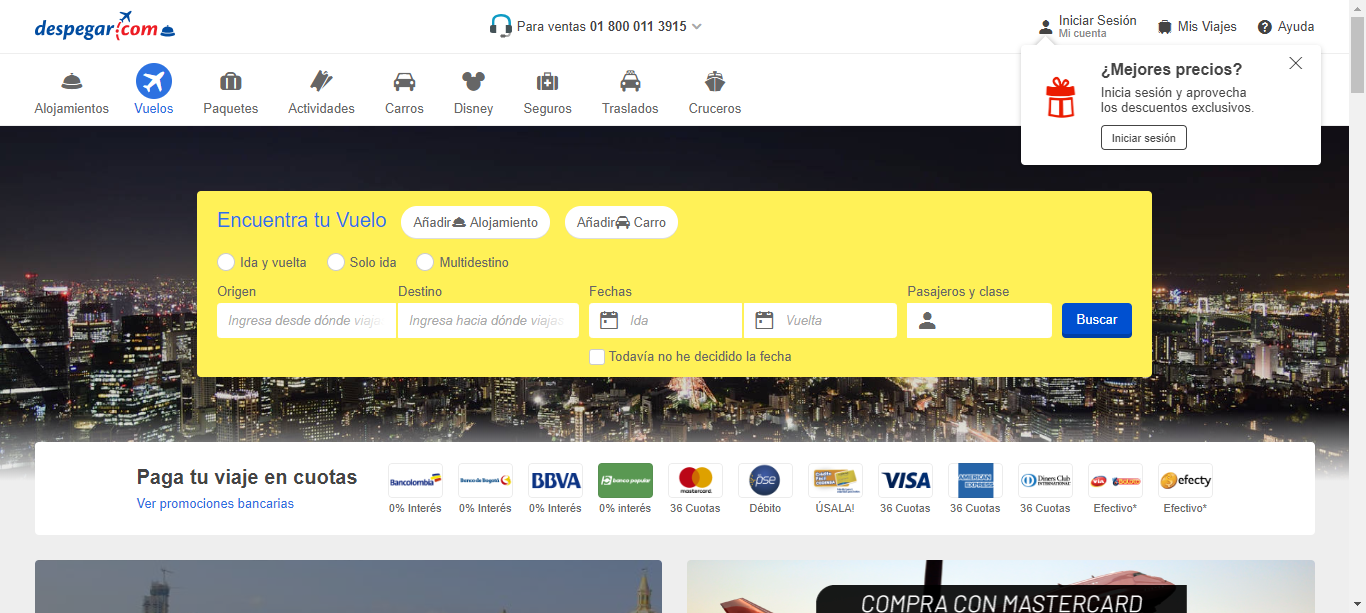 despegar.com
Para ventas 01 800 011 3915
Iniciar Sesión
Mi cuenta
Mis Viajes
Ayuda
Alojamientos
Vuelos
Paquetes
Actividades
Carros
Disney
Seguros
Traslados
Cruceros
¿Mejores precios?
Inicia sesión y aprovecha
los descuentos exclusivos.
Iniciar sesión
Encuentra tu Vuelo
Añadir Alojamiento
Añadir Carro
Ida y vuelta
Solo ida
Multidestino
Origen
Destino
Fechas
Pasajeros y clase
Ingresa desde dónde viaja
Ingresa hacia dónde viajas
Ida
Vuelta
Buscar
Todavía no he decidido la fecha
Paga tu viaje en cuotas
Ver promociones bancarias
Bancolombia
Banco de Bogotá
BBVA
banco popular
mastercard
pse
VISA
AMERICAN EXPRESS
Diners Club
INTERNATIONAL
via baloto
efecty
0% Interés
0% Interés
0% Interés
0% interés
36 Cuotas
Débito
ÚSALA!
36 Cuotas
36 Cuotas
36 Cuotas
Efectivo*
Efectivo*
COMPRA CON MASTERCARD